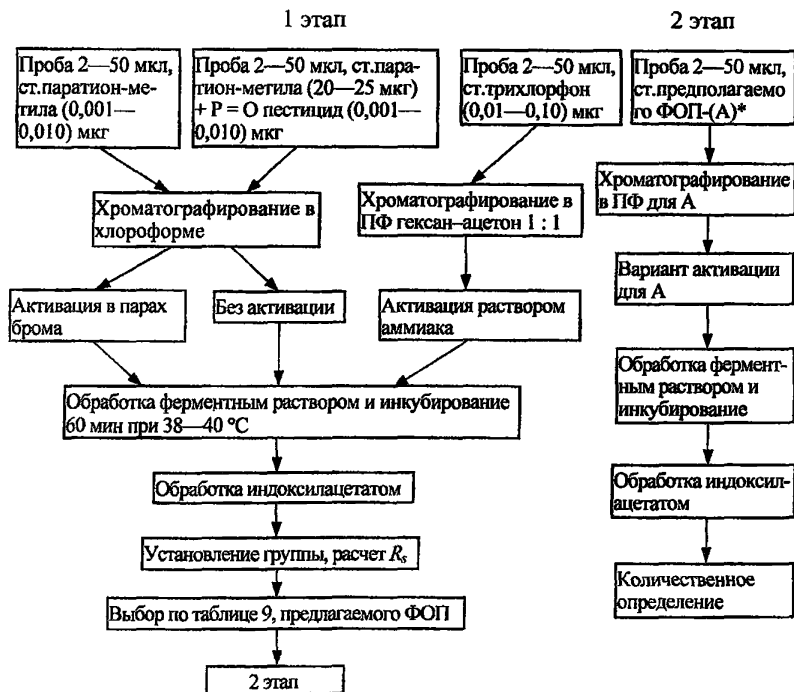 1 этап
2 этап
Проба 2—50 мкл,
ст.паратион-ме-
тила (0,001—
0,010) мкг
Проба 2—50 мкл, ст.пара-
тион-метила (20—25 мкг)
+ P = O пестицид (0,001—
0,010) мкг
Проба 2—50 мкл,
ст.трихлорфон
(0,01—0,10) мкг
Проба 2—50 мкл,
ст.предполагаемо-
го ФОП-(А)*
Хроматографирование в
хлороформе
Хроматографирование в
ПФ гексан–ацетон 1 : 1
Хроматографирование
в ПФ для А
Активация в парах
брома
Без активации
Активация раствором
аммиака
Вариант активации
для А
Обработка ферментным раствором и инкубирование
60 мин при 38—40 °С
Обработка фермент-
ным раствором и
инкубирование
Обработка индоксилацетатом
Обработка индоксил-
ацетатом
Установление группы, расчет Rs
Количественное
определение
Выбор по таблице 9, предлагаемого ФОП
2 этап